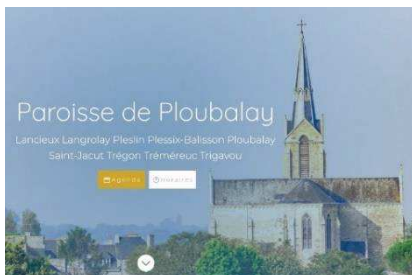 Paroisse de Ploubalay
Lancieux Langrolay Pleslin Plessix-Balisson Ploubalay
Saint-Jacut Trégon Tréméreuc Trigavou
Agenda Horaires